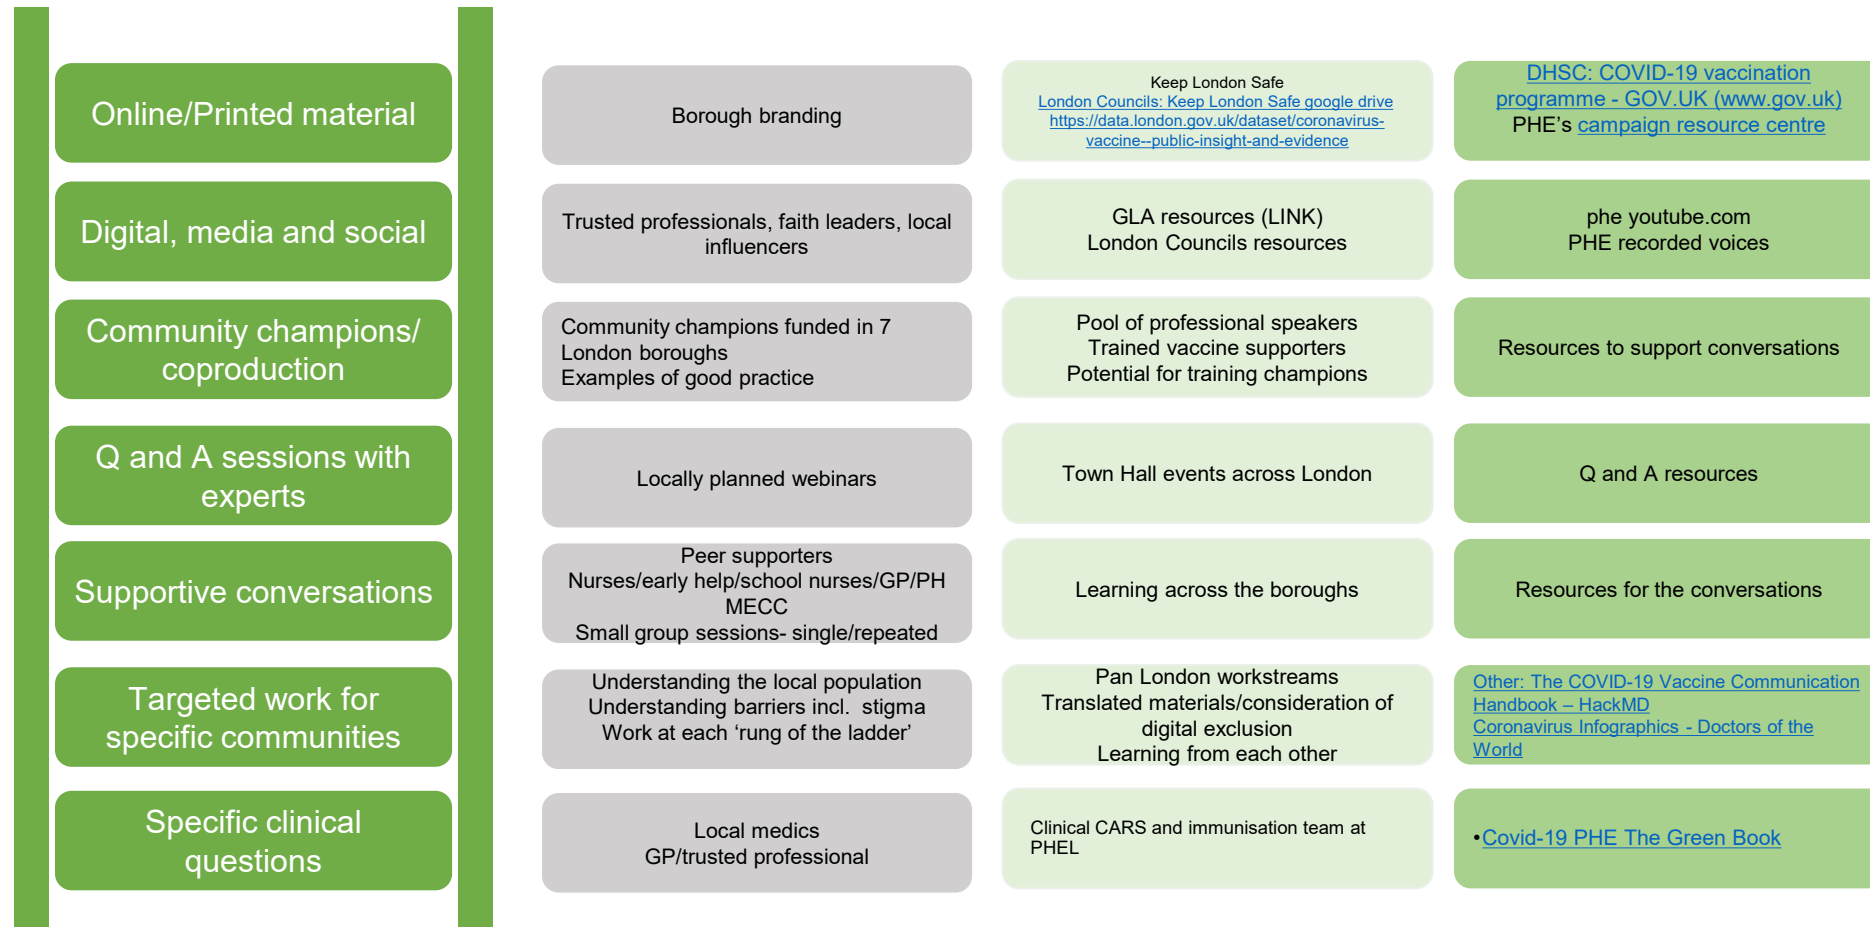 Online/Printed material
Borough branding
Keep London Safe
London Councils: Keep London Safe google drive
https://data.london.gov.uk/dataset/coronavirus-
vaccine--public-insight-and-evidence
DHSC: COVID-19 vaccination
programme - GOV.UK (www.gov.uk)
PHE’s campaign resource centre
Digital, media and social
Trusted professionals, faith leaders, local
influencers
GLA resources (LINK)
London Councils resources
phe youtube.com
PHE recorded voices
Community champions/
coproduction
Community champions funded in 7
London boroughs
Examples of good practice
Pool of professional speakers
Trained vaccine supporters
Potential for training champions
Resources to support conversations
Q and A sessions with
experts
Locally planned webinars
Town Hall events across London
Q and A resources
Supportive conversations
Peer supporters
Nurses/early help/school nurses/GP/PH
MECC
Small group sessions- single/repeated
Learning across the boroughs
Resources for the conversations
Targeted work for
specific communities
Understanding the local population
Understanding barriers incl.  stigma
Work at each ‘rung of the ladder’
Pan London workstreams
Translated materials/consideration of
digital exclusion
Learning from each other
Other: The COVID-19 Vaccine Communication
Handbook – HackMD
Coronavirus Infographics - Doctors of the
World
Specific clinical
questions
Local medics
GP/trusted professional
Clinical CARS and immunisation team at
PHEL
•Covid-19 PHE The Green Book